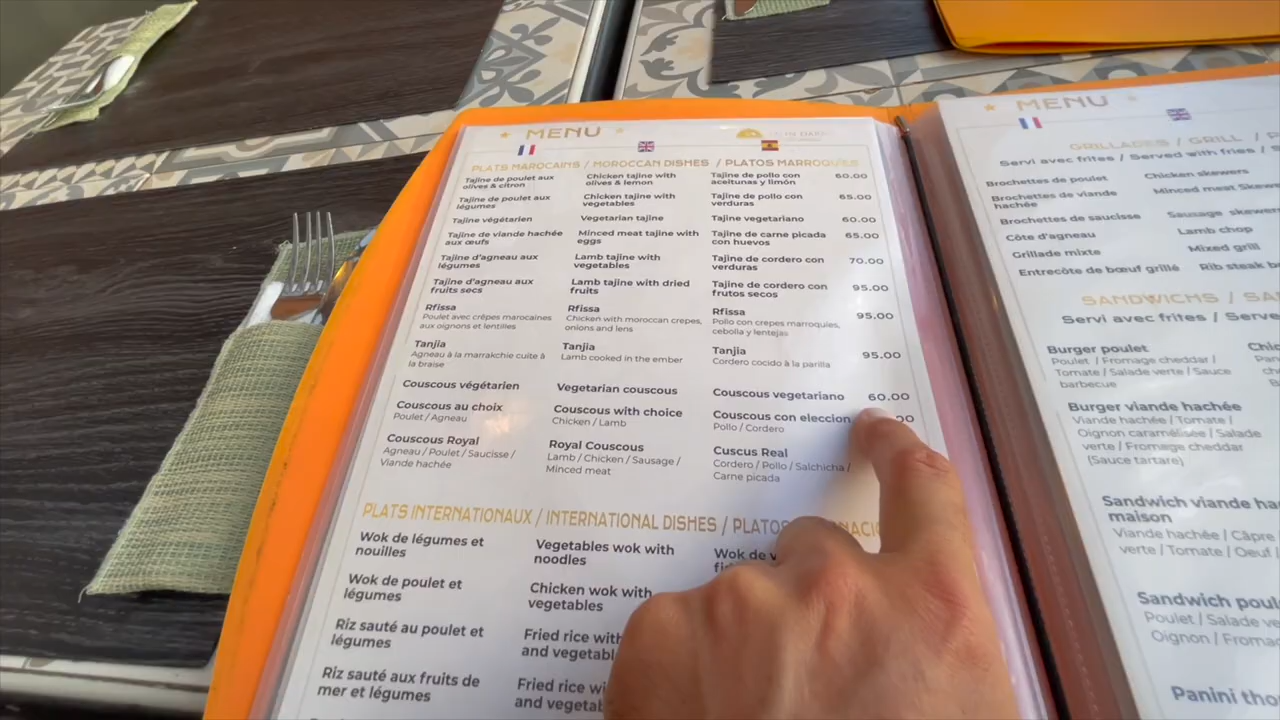 MENU
PLATS MAROCAINS / MOROCCAN DISHES / PLATOS MARROQUES
Tajine de poulet aux olives & citron Chicken tajine with olives & lemon Tajine de pollo con aceitunas y limón 60.00
Tajine de poulet aux légumes Chicken tajine with vegetables Tajine de pollo con verduras 65.00
Tajine végétarien Vegetarian tajine Tajine vegetariano 60.00
Tajine de viande hachée aux œufs Minced meat tajine with eggs Tajine de carne picada con huevos 65.00
Tajine d'agneau aux légumes Lamb tajine with vegetables Tajine de cordero con verduras 70.00
Tajine d'agneau aux fruits secs Lamb tajine with dried fruits Tajine de cordero con frutos secos 95.00
Rfissa Rfissa Rfissa 95.00
Poulet avec crêpes marocaines aux oignons et lentilles Chicken with moroccan crepes, onions and lens Pollo con crepes marroquies, cebolla y lentejas
Tanjia Tanjia Tanjia 95.00
Agneau à la marrakchie cuite à la braise Lamb cooked in the ember Cordero cocido à la parilla
Couscous végétarien Vegetarian couscous Couscous vegetariano 60.00
Couscous au choix Couscous with choice Couscous con eleccion
Poulet / Agneau Chicken / Lamb Pollo / Cordero
Couscous Royal Royal Couscous Cuscus Real
Agneau / Poulet / Saucisse / Viande hachée Lamb / Chicken / Sausage / Minced meat Cordero / Pollo / Salchicha / Carne picada
PLATS INTERNATIONAUX / INTERNATIONAL DISHES / PLATOS
Wok de légumes et nouilles Vegetables wok with noodles Wok de
Wok de poulet et légumes Chicken wok with vegetables
Riz sauté au poulet et légumes Fried rice with and
Riz sauté aux fruits de mer et légumes Fried rice and
MENU
GRILLADES / GRILL /
Servi avec frites / Served with fries /
Brochettes de poulet Chicken skewers
Brochettes de viande hachée Minced meat
Brochettes de saucisse Sausage
Côte d'agneau Lamb chop
Grillade mixte Mixed grill
Entrecôte de bœuf grillé Rib steak
SANDWICHS /
Servi avec frites /
Burger poulet
Poulet / Fromage cheddar /
Tomate / Salade verte / Sauce
barbecue
Burger viande hachée
Viande hachée / Tomate /
Oignon caramélisée / Salade
verte / Fromage cheddar
(Sauce tartare)
Sandwich viande
maison
Viande hachée / Câpre
verte / Tomate / Oeuf /
Sandwich
Poulet / Salade
Oignon /
Panini